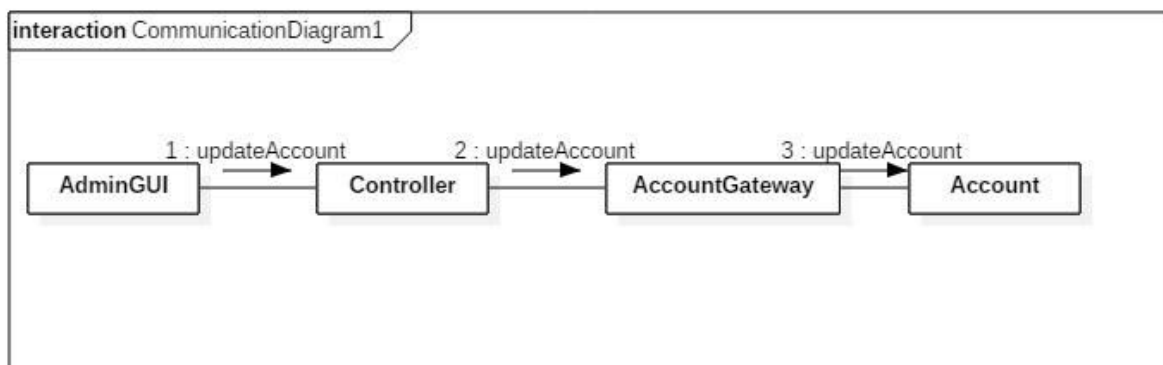 interaction CommunicationDiagram1
1 : updateAccount
2 : updateAccount
3 : updateAccount
AdminGUI
Controller
AccountGateway
Account